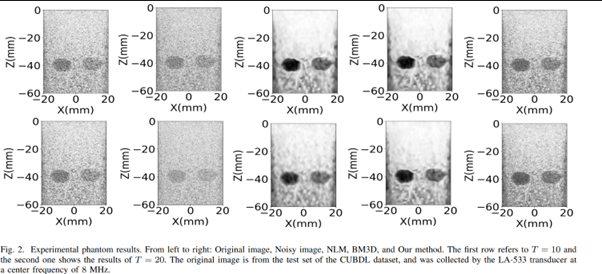 0 0 0 0 0
Z(mm) −20 Z(mm) −20 Z(mm) −20 Z(mm) −20 Z(mm) −20
−40 −40 −40 −40 −40
−60 −60 −60 −60 −60
−20 0 20 −20 0 20 −20 0 20 −20 0 20 −20 0 20
X(mm) X(mm) X(mm) X(mm) X(mm)
0 0 0 0 0
Z(mm) −20 Z(mm) −20 Z(mm) −20 Z(mm) −20 Z(mm) −20
−40 −40 −40 −40 −40
−60 −60 −60 −60 −60
−20 0 20 −20 0 20 −20 0 20 −20 0 20 −20 0 20
X(mm) X(mm) X(mm) X(mm) X(mm)
Fig. 2. Experimental phantom results. From left to right: Original image, Noisy image, NLM, BM3D, and Our method. The first row refers to T = 10 and
the second one shows the results of T = 20. The original image is from the test set of the CUBDL dataset, and was collected by the LA-533 transducer at
a center frequency of 8 MHz.